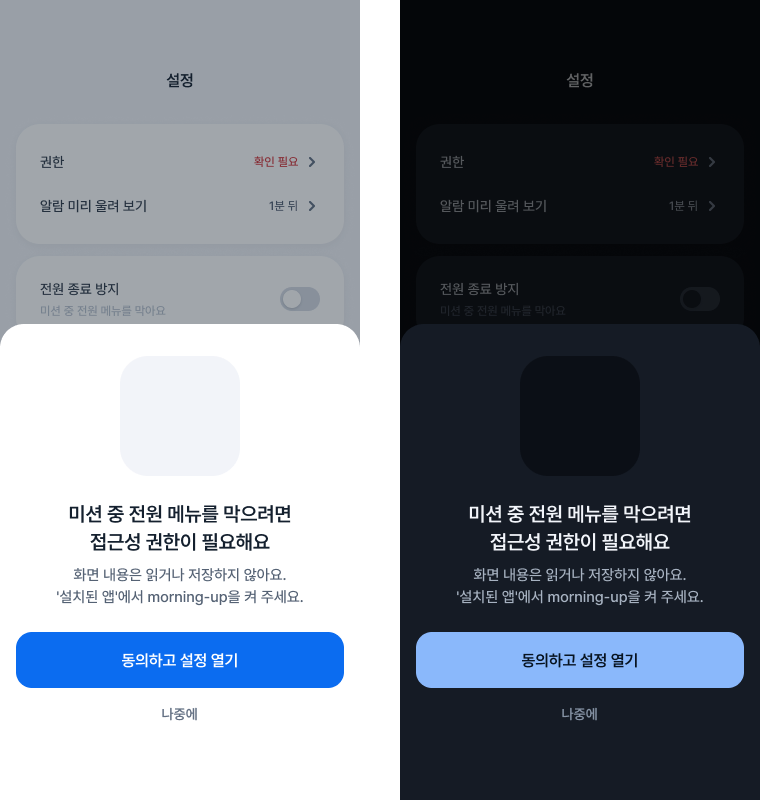 설정
권한
확인 필요
알람 미리 울려 보기
1분 뒤
전원 종료 방지
미션 중 전원 메뉴를 막아요
미션 중 전원 메뉴를 막으려면
접근성 권한이 필요해요
화면 내용은 읽거나 저장하지 않아요.
'설치된 앱'에서 morning-up을 켜 주세요.
동의하고 설정 열기
나중에
설정
권한
확인 필요
알람 미리 울려 보기
1분 뒤
전원 종료 방지
미션 중 전원 메뉴를 막아요
미션 중 전원 메뉴를 막으려면
접근성 권한이 필요해요
화면 내용은 읽거나 저장하지 않아요.
'설치된 앱'에서 morning-up을 켜 주세요.
동의하고 설정 열기
나중에